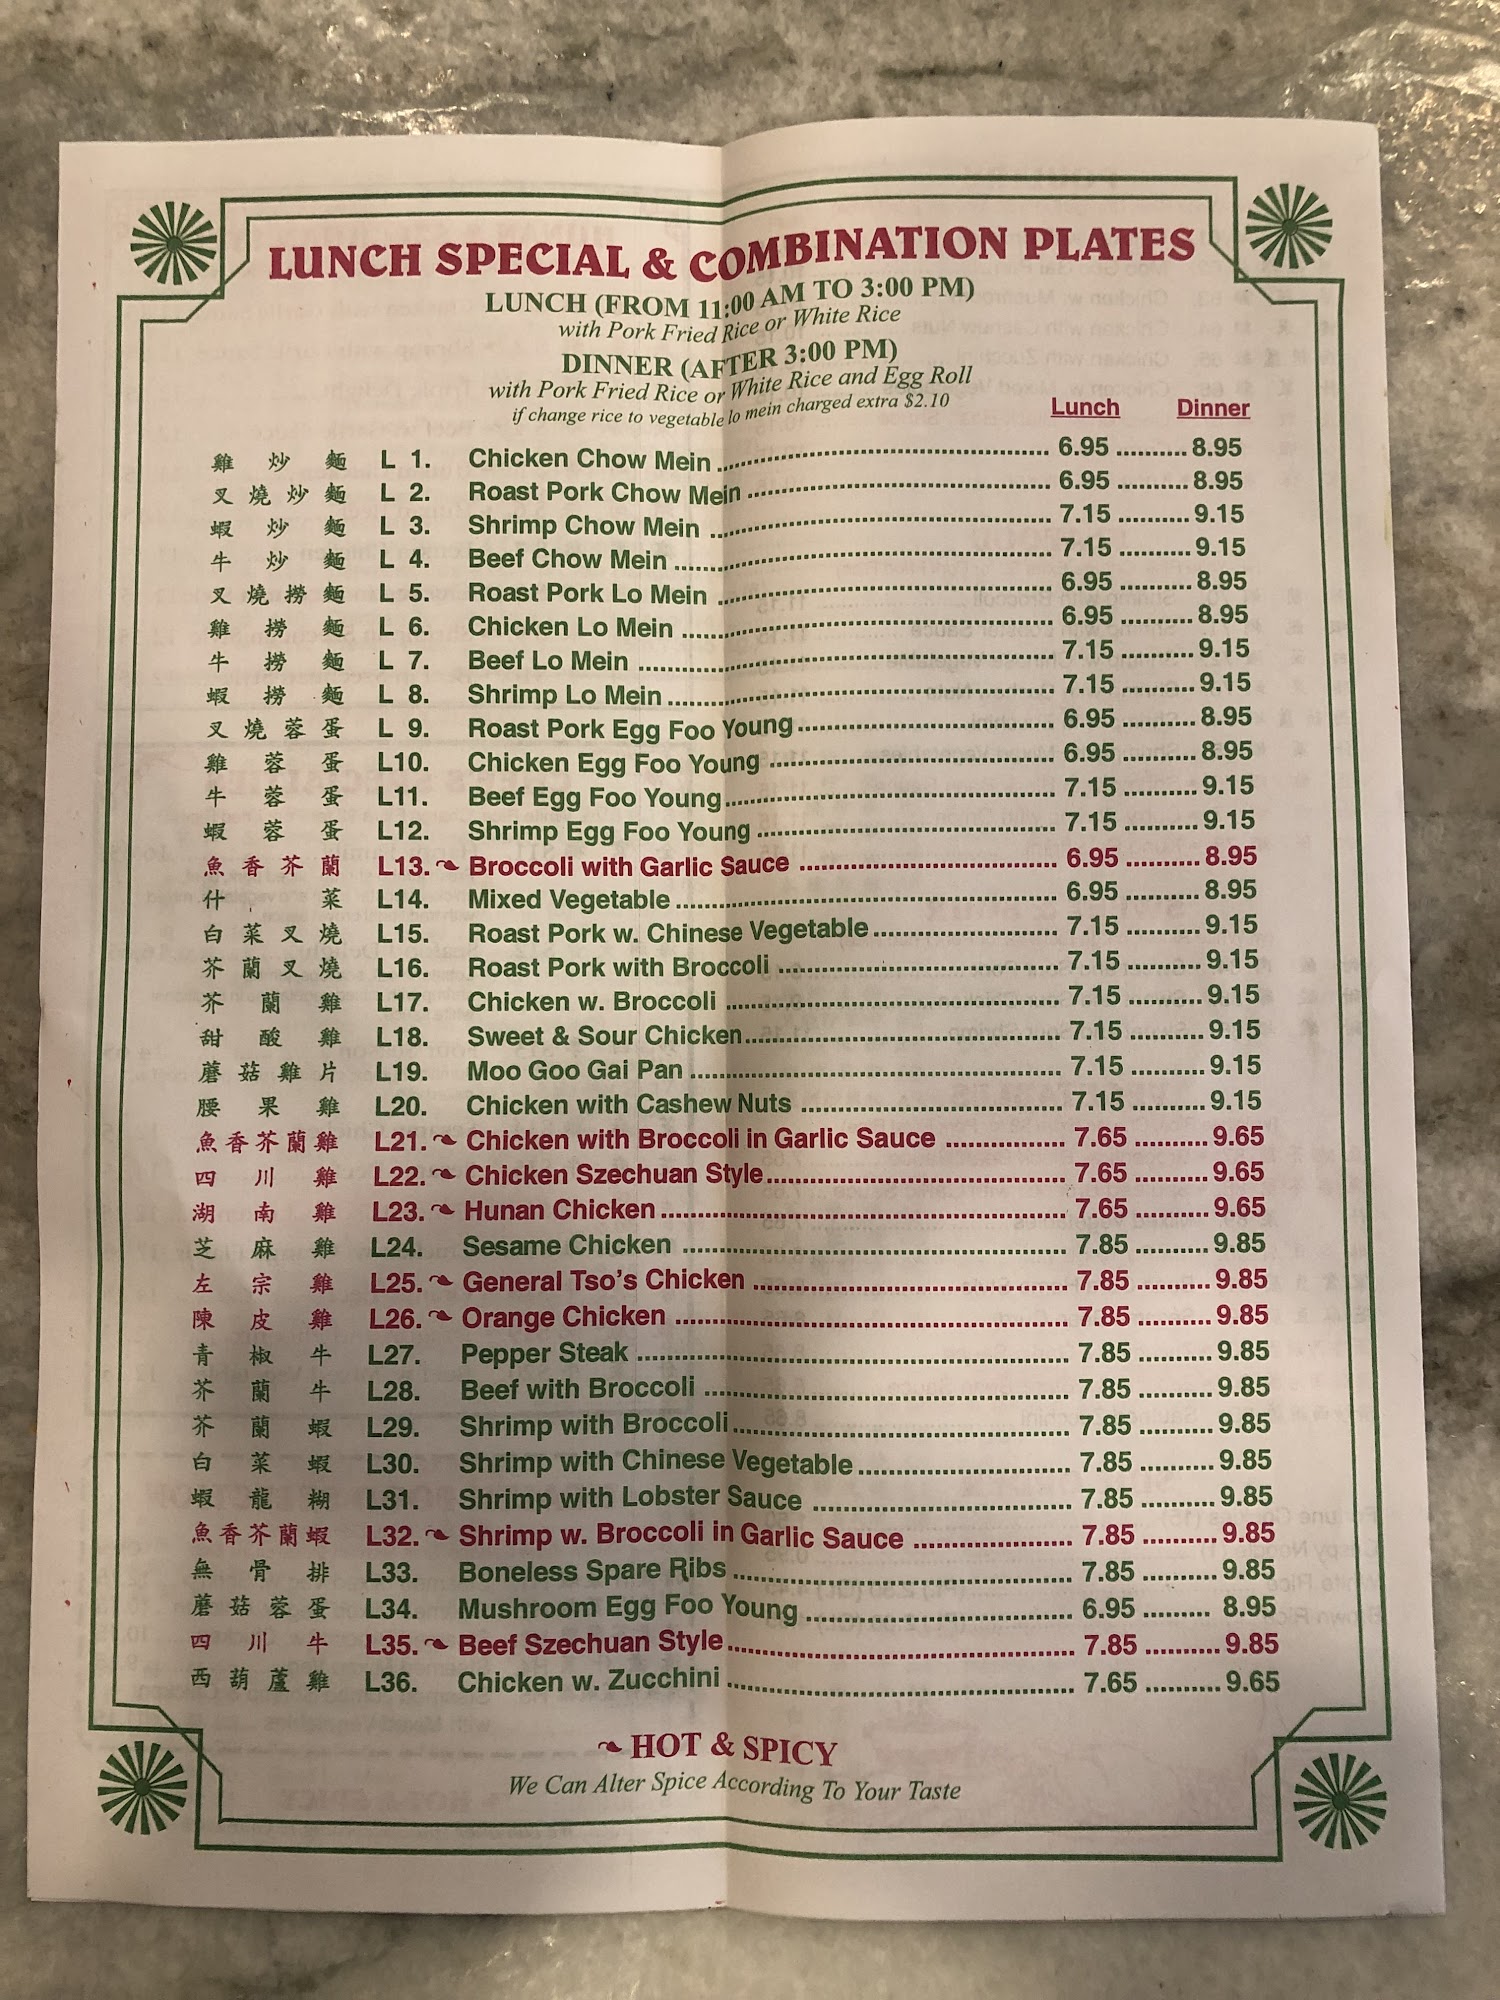 LUNCH SPECIAL & COMBINATION PLATES
LUNCH (FROM 11:00 AM TO 3:00 PM)
with Pork Fried Rice or White Rice
DINNER (AFTER 3:00 PM)
with Pork Fried Rice or White Rice and Egg Roll
if change rice to vegetable lo mein charged extra $2.10
Lunch Dinner
雞炒麵 L 1. Chicken Chow Mein 6.95 8.95
叉燒炒麵 L 2. Roast Pork Chow Mein 6.95 8.95
蝦炒麵 L 3. Shrimp Chow Mein 7.15 9.15
牛炒麵 L 4. Beef Chow Mein 7.15 9.15
叉燒撈麵 L 5. Roast Pork Lo Mein 6.95 8.95
雞撈麵 L 6. Chicken Lo Mein 6.95 8.95
牛撈麵 L 7. Beef Lo Mein 7.15 9.15
蝦撈麵 L 8. Shrimp Lo Mein 7.15 9.15
叉燒蓉蛋 L 9. Roast Pork Egg Foo Young 6.95 8.95
雞蓉蛋 L10. Chicken Egg Foo Young 6.95 8.95
牛蓉蛋 L11. Beef Egg Foo Young 7.15 9.15
蝦蓉蛋 L12. Shrimp Egg Foo Young 7.15 9.15
魚香芥蘭 L13. Broccoli with Garlic Sauce 6.95 8.95
什菜 L14. Mixed Vegetable 6.95 8.95
白菜叉燒 L15. Roast Pork w. Chinese Vegetable 7.15 9.15
芥蘭叉燒 L16. Roast Pork with Broccoli 7.15 9.15
芥蘭雞 L17. Chicken w. Broccoli 7.15 9.15
甜酸雞 L18. Sweet & Sour Chicken 7.15 9.15
蘑菇雞片 L19. Moo Goo Gai Pan 7.15 9.15
腰果雞 L20. Chicken with Cashew Nuts 7.15 9.15
魚香芥蘭雞 L21. Chicken with Broccoli in Garlic Sauce 7.65 9.65
四川雞 L22. Chicken Szechuan Style 7.65 9.65
湖南雞 L23. Hunan Chicken 7.65 9.65
芝麻雞 L24. Sesame Chicken 7.85 9.85
左宗雞 L25. General Tso's Chicken 7.85 9.85
陳皮雞 L26. Orange Chicken 7.85 9.85
青椒牛 L27. Pepper Steak 7.85 9.85
芥蘭牛 L28. Beef with Broccoli 7.85 9.85
芥蘭蝦 L29. Shrimp with Broccoli 7.85 9.85
白菜蝦 L30. Shrimp with Chinese Vegetable 7.85 9.85
蝦龍糊 L31. Shrimp with Lobster Sauce 7.85 9.85
魚香芥蘭蝦 L32. Shrimp w. Broccoli in Garlic Sauce 7.85 9.85
無骨排 L33. Boneless Spare Ribs 7.85 9.85
蘑菇蓉蛋 L34. Mushroom Egg Foo Young 6.95 8.95
四川牛 L35. Beef Szechuan Style 7.85 9.85
西葫蘆雞 L36. Chicken w. Zucchini 7.65 9.65
HOT & SPICY
We Can Alter Spice According To Your Taste